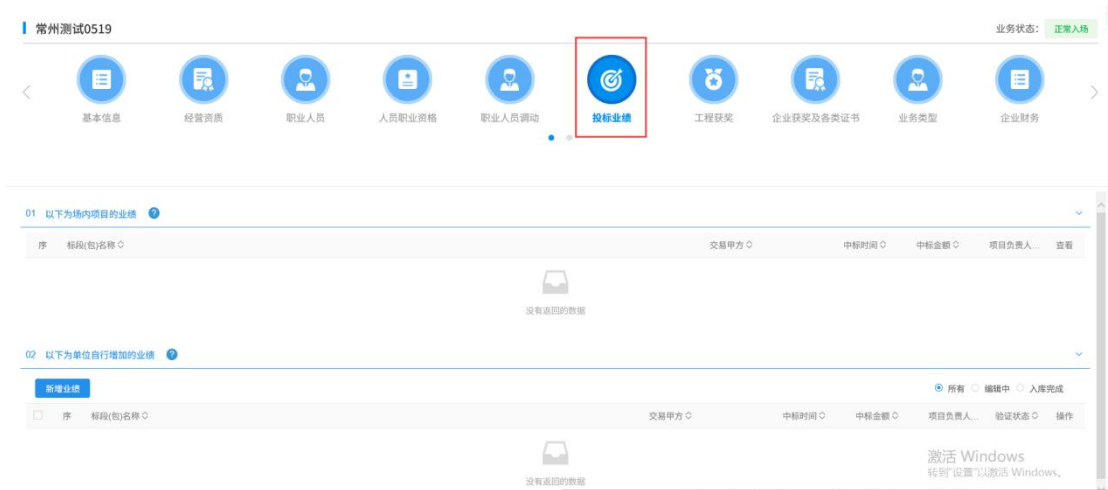 常州测试0519 业务状态： 正常入场
基本信息 经营资质 职业人员 人员职业资格 职业人员调动 投标业绩 工程获奖 企业获奖及各类证书 业务类型 企业财务
01 以下为场内项目的业绩 ?
序 标段(包)名称 交易甲方 中标时间 中标金额 项目负责人... 查看
没有返回的数据
02 以下为单位自行增加的业绩 ?
新增业绩 所有 编辑中 入库完成
序 标段(包)名称 交易甲方 中标时间 中标金额 项目负责人... 验证状态 操作
没有返回的数据
激活 Windows
转到"设置"以激活 Windows。